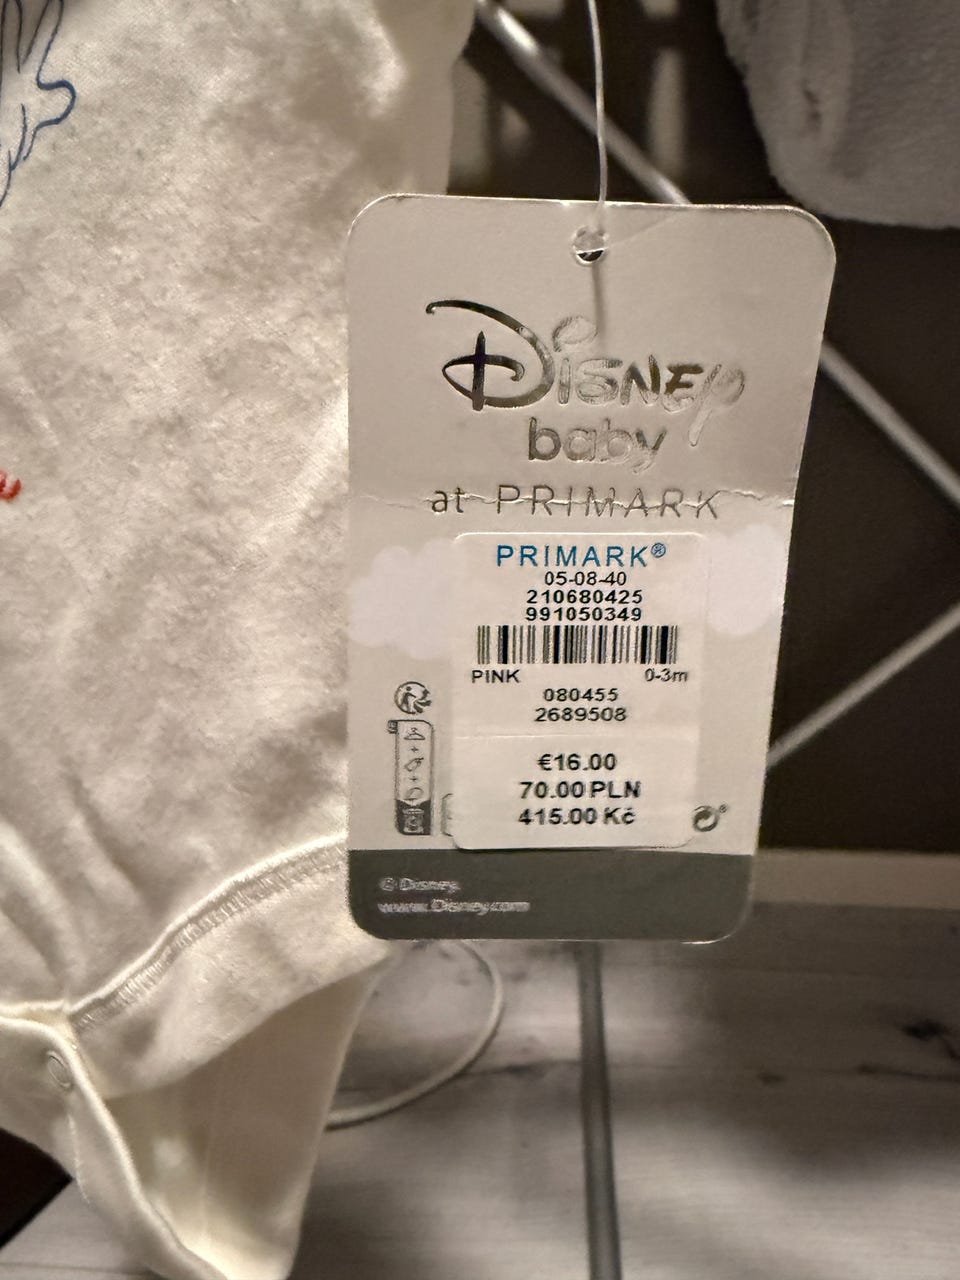 Disney
baby
at PRIMARK
PRIMARK®
05-08-40
210680425
991050349
PINK 0-3m
080455
2689508
€16.00
70.00 PLN
415.00 Kč
© Disney
www.Disney.com